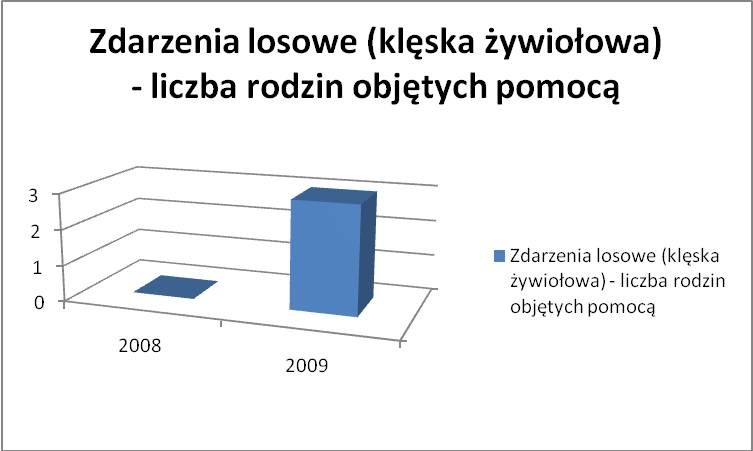 Zdarzenia losowe (klęska żywiołowa)
- liczba rodzin objętych pomocą
3
2
1
0
2008
2009
Zdarzenia losowe (klęska
żywiołowa) - liczba rodzin
objętych pomocą